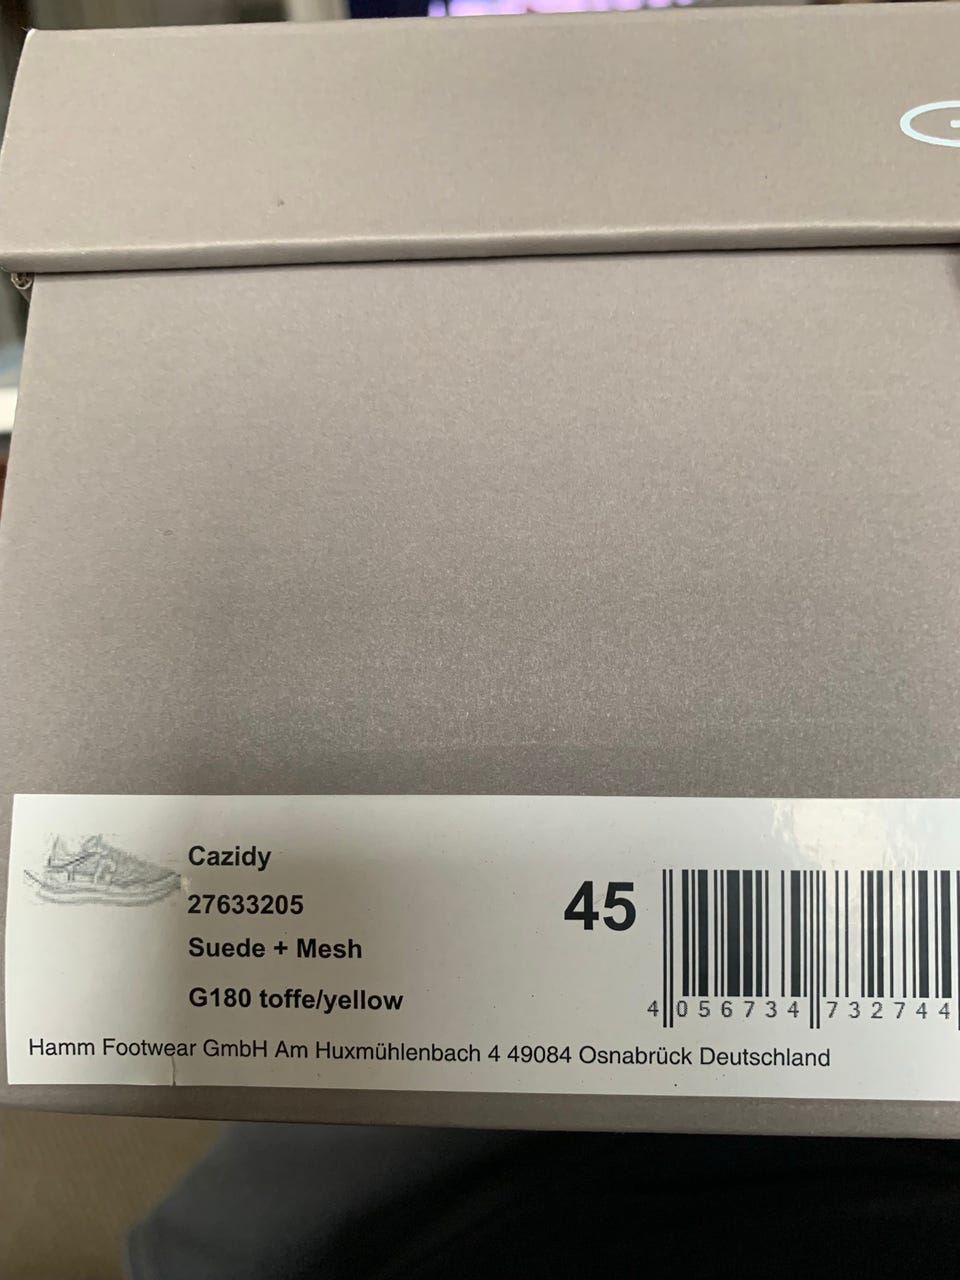 Cazidy
27633205
Suede + Mesh
G180 toffe/yellow
45
4 056734 732744
Hamm Footwear GmbH Am Huxmühlenbach 4 49084 Osnabrück Deutschland